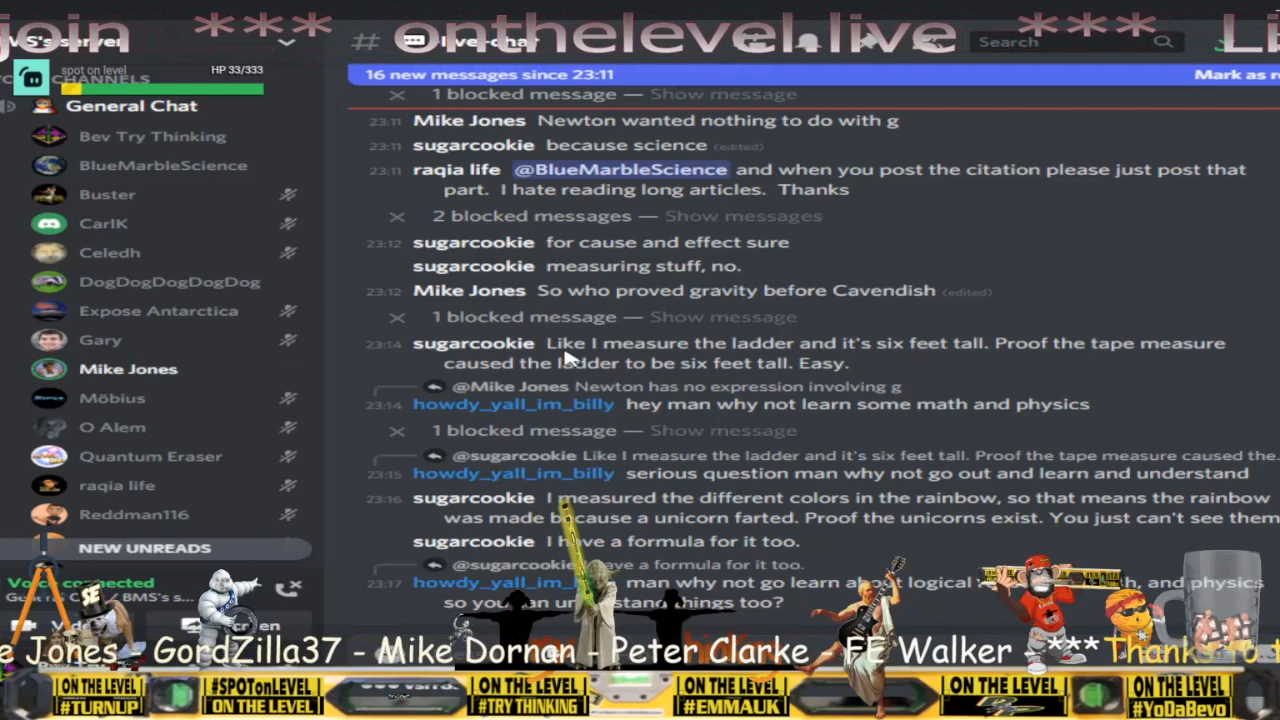 join *** onthelevel.live *** Li
's server
# live-chat
Search
spot on level HP 33/333
CHANNELS
16 new messages since 23:11 Mark as re
General Chat
Bev Try Thinking
BlueMarbleScience
Buster
CarlK
Celedh
DogDogDogDogDog
Expose Antarctica
Gary
Mike Jones
Möbius
O Alem
Quantum Eraser
raqia life
Reddman116
NEW UNREADS
Voice connected
BMS's s...
1 blocked message — Show message
23:11 Mike Jones Newton wanted nothing to do with g
23:11 sugarcookie because science (edited)
23:11 raqia life @BlueMarbleScience and when you post the citation please just post that
part. I hate reading long articles. Thanks
2 blocked messages — Show messages
23:12 sugarcookie for cause and effect sure
sugarcookie measuring stuff, no.
23:12 Mike Jones So who proved gravity before Cavendish (edited)
1 blocked message — Show message
23:14 sugarcookie Like I measure the ladder and it's six feet tall. Proof the tape measure
caused the ladder to be six feet tall. Easy.
@Mike Jones Newton has no expression involving g
23:14 howdy_yall_im_billy hey man why not learn some math and physics
1 blocked message — Show message
@sugarcookie Like I measure the ladder and it's six feet tall. Proof the tape measure caused the...
23:15 howdy_yall_im_billy serious question man why not go out and learn and understand
23:16 sugarcookie I measured the different colors in the rainbow, so that means the rainbow
was made because a unicorn farted. Proof the unicorns exist. You just can't see them
sugarcookie I have a formula for it too.
@sugarcookie have a formula for it too.
23:17 howdy_yall_im_b man why not go learn about logical h, and physics
so you can understand things too?
SE
e Jones - GordZilla37 - Mike Dornan - Peter Clarke - FE Walker - ***Thanks to t
ON THE LEVEL
#TURNUP
#SPOTonLEVEL
ON THE LEVEL
ON THE LEVEL
#TRY THINKING
ON THE LEVEL
#EMMAUK
ON THE LEVEL
ON THE LEVEL
#YoDaBevo